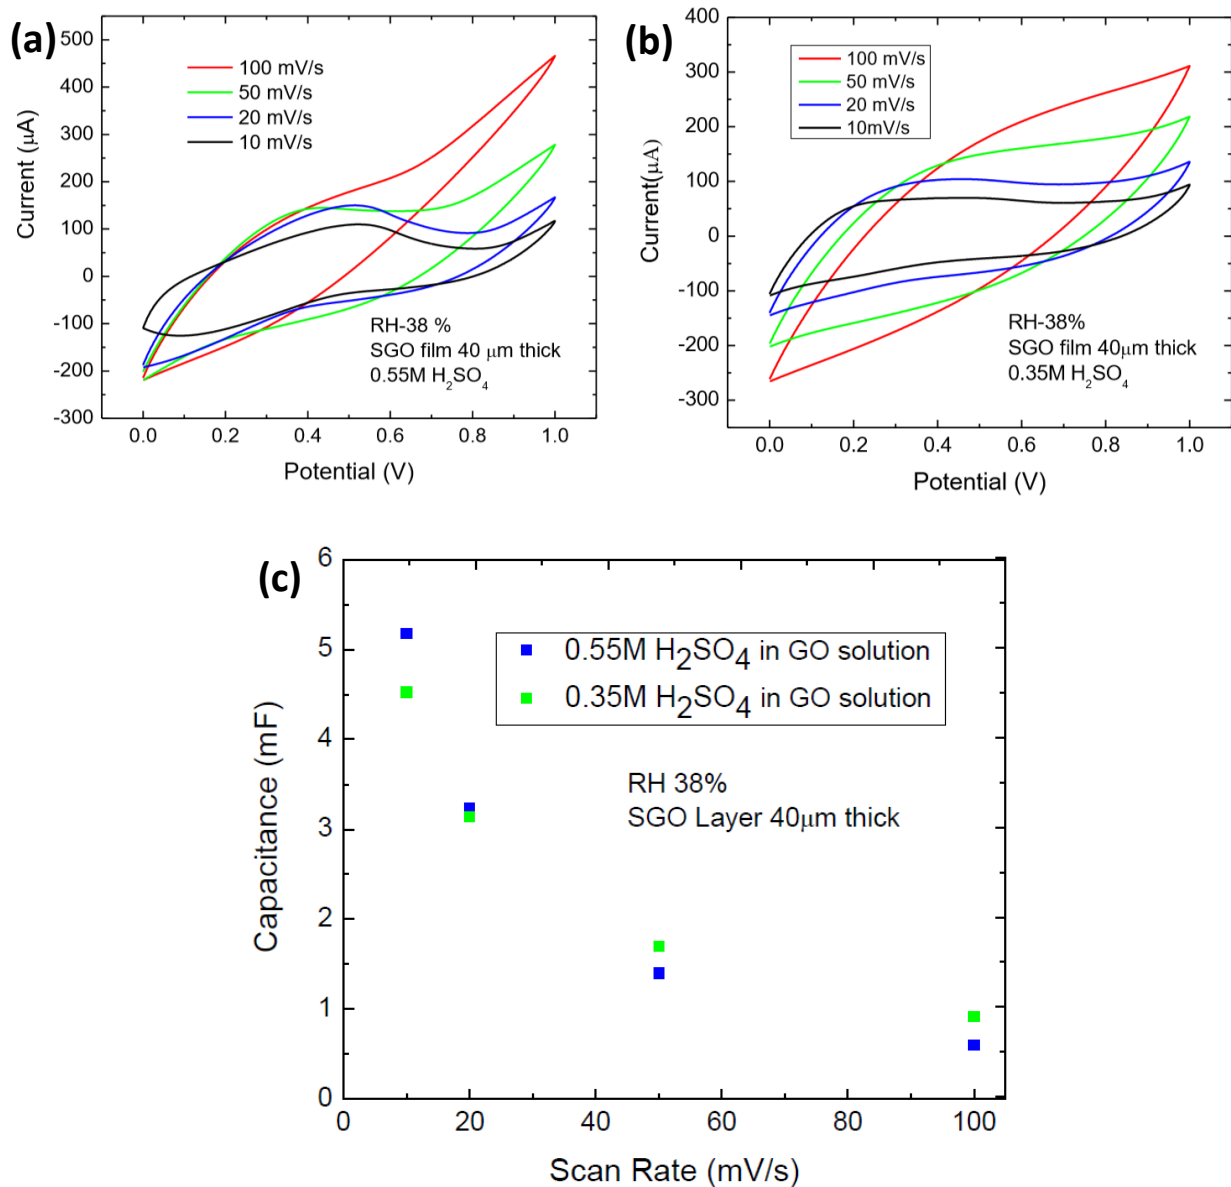 (a)
500
400
300
200
100
0
-100
-200
-300
Current (μA)
100 mV/s
50 mV/s
20 mV/s
10 mV/s
RH-38 %
SGO film 40 μm thick
0.55M H₂SO₄
0.0 0.2 0.4 0.6 0.8 1.0
Potential (V)
(b)
400
300
200
100
0
-100
-200
-300
Current(μA)
100 mV/s
50 mV/s
20 mV/s
10mV/s
RH-38%
SGO film 40μm thick
0.35M H₂SO₄
0.0 0.2 0.4 0.6 0.8 1.0
Potential (V)
(c)
6
5
4
3
2
1
0
Capacitance (mF)
0.55M H₂SO₄ in GO solution
0.35M H₂SO₄ in GO solution
RH 38%
SGO Layer 40μm thick
0 20 40 60 80 100
Scan Rate (mV/s)